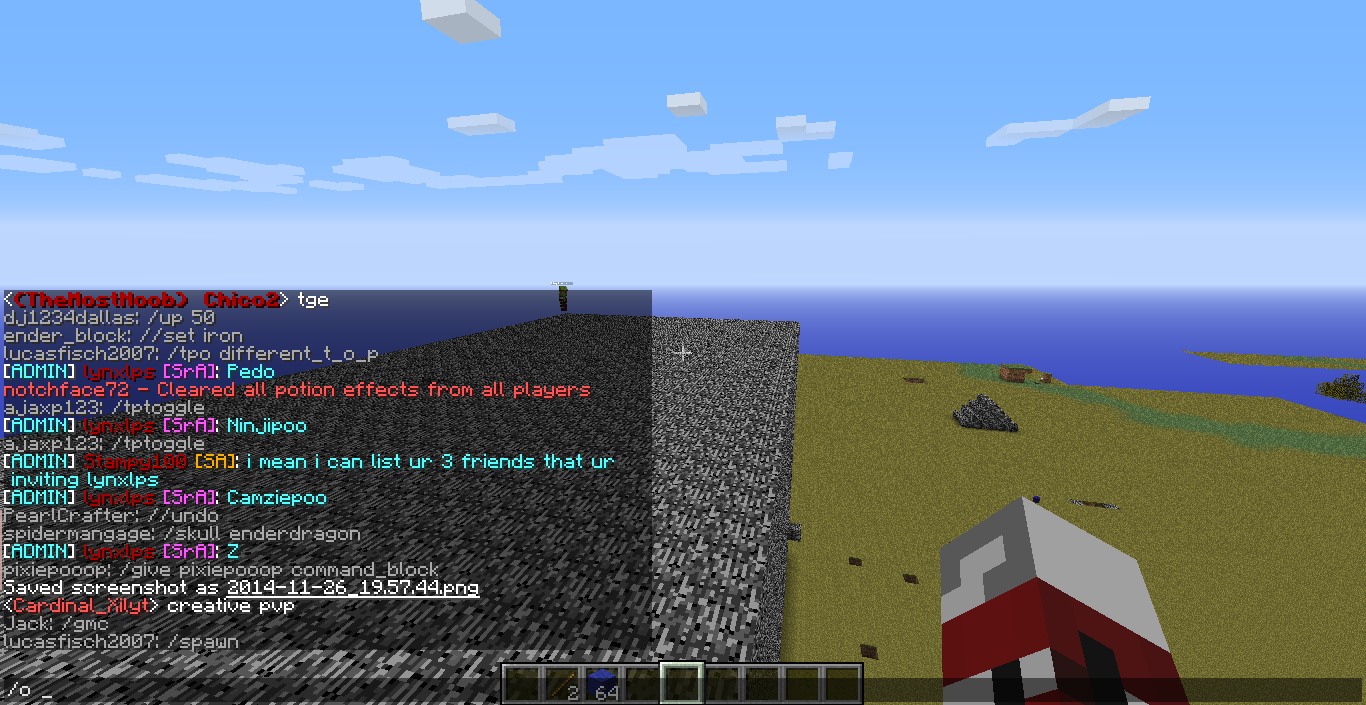 <(TheMostNoob) Chico2> tge
dj1234dallas: /up 50
ender_block: //set iron
lucasfisch2007: /tpo different_t_o_p
[ADMIN] lynxlps [SrA]: Pedo
notchface72 - Cleared all potion effects from all players
ajaxp123: /tptoggle
[ADMIN] lynxlps [SrA]: Ninjipoo
ajaxp123: /tptoggle
[ADMIN] Stampy100 [SA]: i mean i can list ur 3 friends that ur
inviting lynxlps
[ADMIN] lynxlps [SrA]: Camziepoo
PearlCrafter: //undo
spidermangage: /skull enderdragon
[ADMIN] lynxlps [SrA]: Z
pixiepooop: /give pixiepooop command_block
Saved screenshot as 2014-11-26_19.57.44.png
<Cardinal_Xilyt> creative pvp
Jack: /gmc
lucasfisch2007: /spawn
/o _
2 64